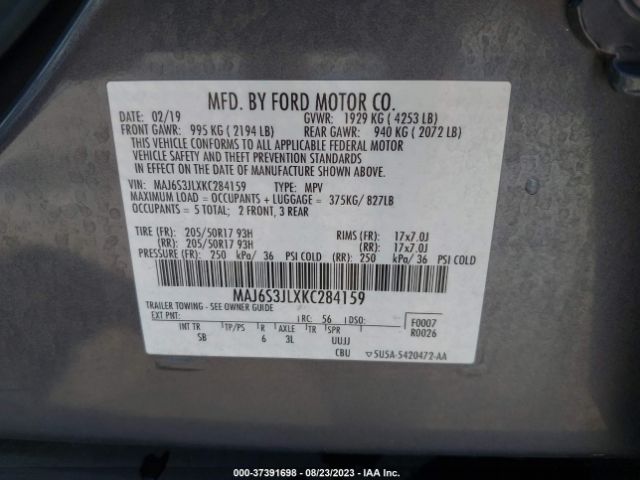 MFD. BY FORD MOTOR CO.
DATE: 02/19 GVWR: 1929 KG ( 4253 LB)
FRONT GAWR: 995 KG ( 2194 LB) REAR GAWR: 940 KG ( 2072 LB)
THIS VEHICLE CONFORMS TO ALL APPLICABLE FEDERAL MOTOR
VEHICLE SAFETY AND THEFT PREVENTION STANDARDS
IN EFFECT ON THE DATE OF MANUFACTURE SHOWN ABOVE.
VIN: MAJ6S3JLXKC284159 TYPE: MPV
MAXIMUM LOAD = OCCUPANTS + LUGGAGE = 375KG/ 827LB
OCCUPANTS = 5 TOTAL; 2 FRONT, 3 REAR
TIRE (FR): 205/50R17 93H RIMS (FR): 17x7.0J
(RR): 205/50R17 93H (RR): 17x7.0J
PRESSURE (FR): 250 kPa/ 36 PSI COLD (RR): 250 kPa/ 36 PSI COLD
MAJ6S3JLXKC284159
TRAILER TOWING - SEE OWNER GUIDE
EXT PNT: RC: 56 DSO: F0007
R0026
INT TR TP/PS R AXLE TR SPR
SB 6 3L UUJJ
CBU 5U5A-5420472-AA
000-37391698 - 08/23/2023 - IAA Inc.